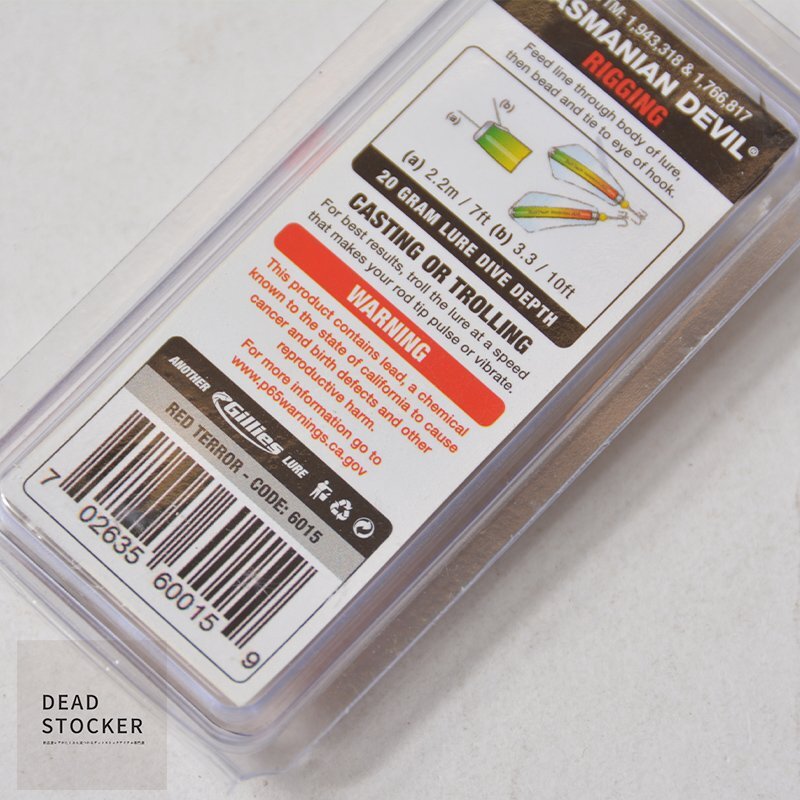 TM: 1,943,318 & 1,766,817
TASMANIAN DEVIL®
RIGGING
Feed line through body of lure,
then bead and tie to eye of hook.
(b)
(a)
(a) 2.2m / 7ft (b) 3.3 / 10ft
20 GRAM LURE DIVE DEPTH
CASTING OR TROLLING
For best results, troll the lure at a speed
that makes your rod tip pulse or vibrate.
WARNING
This product contains lead, a chemical
known to the state of california to cause
cancer and birth defects and other
reproductive harm.
For more information go to
www.p65warnings.ca.gov
ANOTHER Gillies LURE
RED TERROR - CODE: 6015
7 02635 60015 9
DEAD
STOCKER